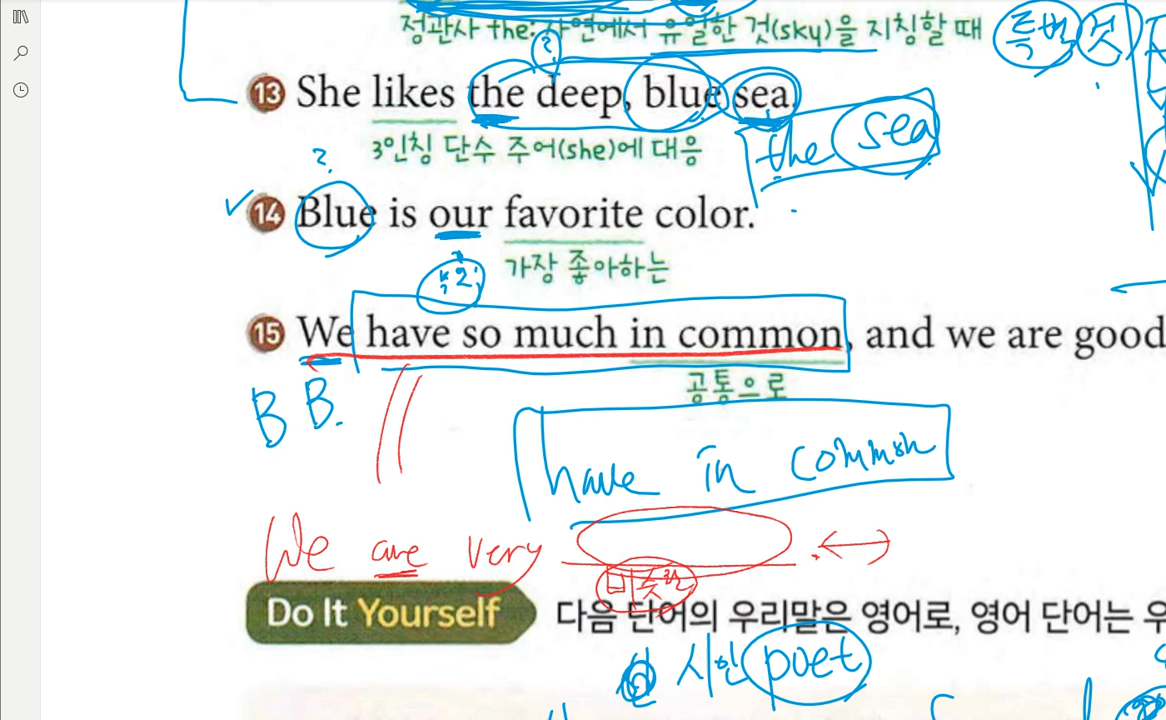 정관사 the: 자연에서 유일한 것(sky)을 지칭할 때 특별 것
13 She likes the deep, blue sea.
the sea
3인칭 단수 주어(she)에 대응
?
?
14 Blue is our favorite color.
가장 좋아하는
15 We have so much in common, and we are good
공통으로
B B.
have in common
We are very
비슷한
Do It Yourself 다음 단어의 우리말은 영어로, 영어 단어는 우
시인 poet